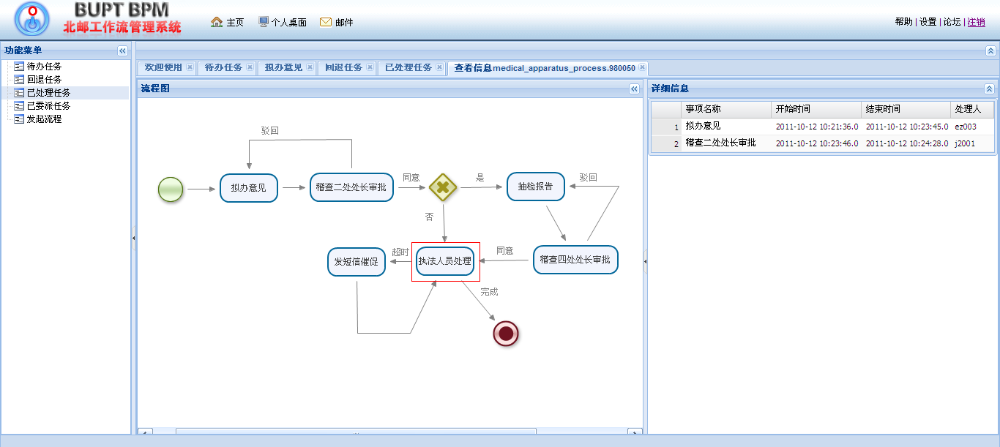 BUPT BPM
北邮工作流管理系统
主页 个人桌面 邮件
帮助 | 设置 | 论坛 | 注销
功能菜单
待办任务
回退任务
已处理任务
已委派任务
发起流程
欢迎使用 待办任务 拟办意见 回退任务 已处理任务 查看信息medical_apparatus_process.980050
流程图
驳回
拟办意见
稽查二处处长审批
同意
是
抽检报告
驳回
否
发短信催促
超时
执法人员处理
同意
稽查四处处长审批
完成
详细信息
事项名称 开始时间 结束时间 处理人
1 拟办意见 2011-10-12 10:21:36.0 2011-10-12 10:23:45.0 ez003
2 稽查二处处长审批 2011-10-12 10:23:46.0 2011-10-12 10:24:28.0 j2001